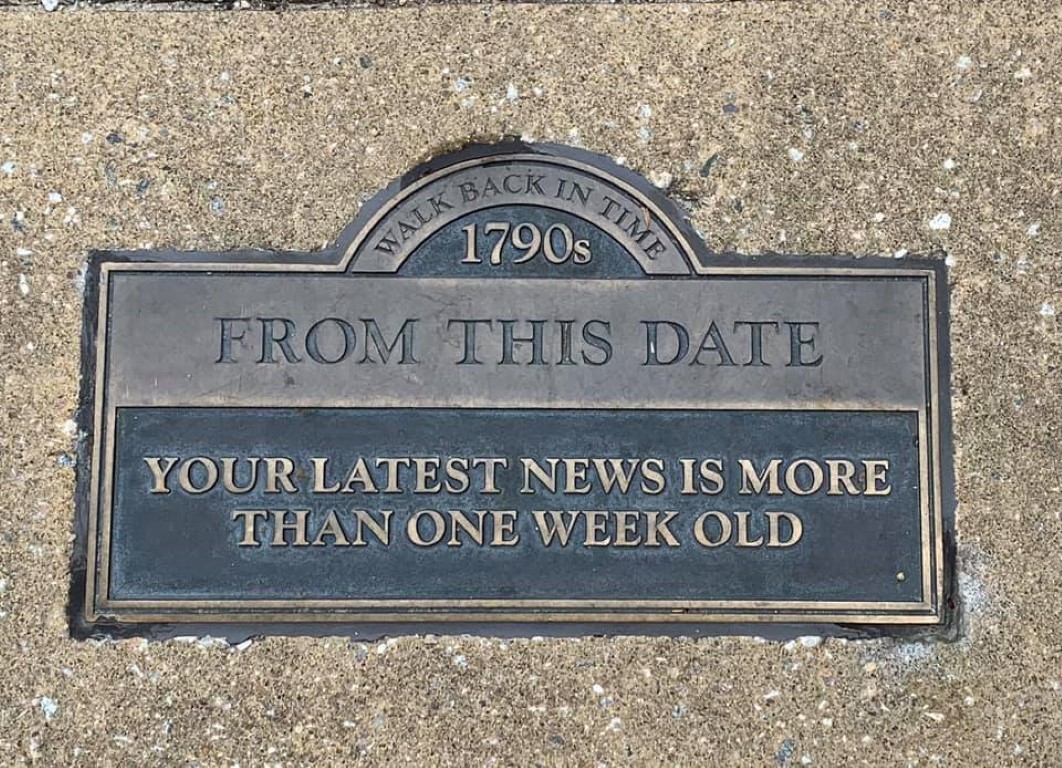 WALK BACK IN TIME
1790s
FROM THIS DATE
YOUR LATEST NEWS IS MORE
THAN ONE WEEK OLD